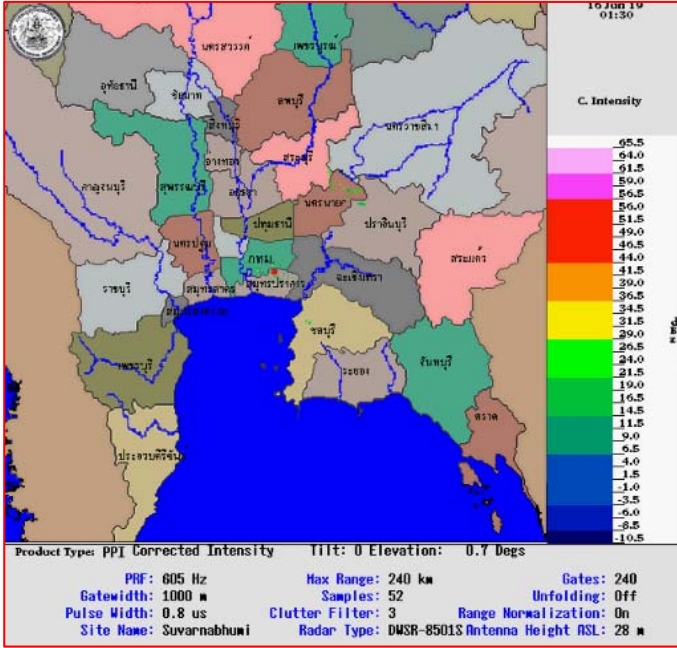 16 Jun 19
01:30
C. Intensity
นครสวรรค์
เพชรบูรณ์
อุทัยธานี
ชัยนาท
ลพบุรี
สิงห์บุรี
นครราชสีมา
อ่างทอง
สระบุรี
กาญจนบุรี
สุพรรณบุรี
อยุธยา
นครนายก
ปทุมธานี
ปราจีนบุรี
นครปฐม
กทม.
สระแก้ว
ราชบุรี
สมุทรสาคร
สมุทรปราการ
ฉะเชิงเทรา
ชลบุรี
เพชรบุรี
ระยอง
จันทบุรี
ตราด
ประจวบคีรีขันธ์
65.5
64.0
61.5
59.0
56.5
56.0
51.5
49.0
46.5
44.0
41.5
39.0
36.5
34.0
31.5
29.0
26.5
24.0
21.5
19.0
16.5
14.5
11.5
9.0
6.5
4.0
1.5
-1.0
-3.5
-6.0
-8.5
-10.5
Product Type: PPI Corrected Intensity Tilt: 0 Elevation: 0.7 Degs
PRF: 605 Hz Max Range: 240 km Gates: 240
Gatewidth: 1000 m Samples: 52 Unfolding: Off
Pulse Width: 0.8 us Clutter Filter: 3 Range Normalization: On
Site Name: Suvarnabhumi Radar Type: DWSR-8501S Antenna Height ASL: 28 m